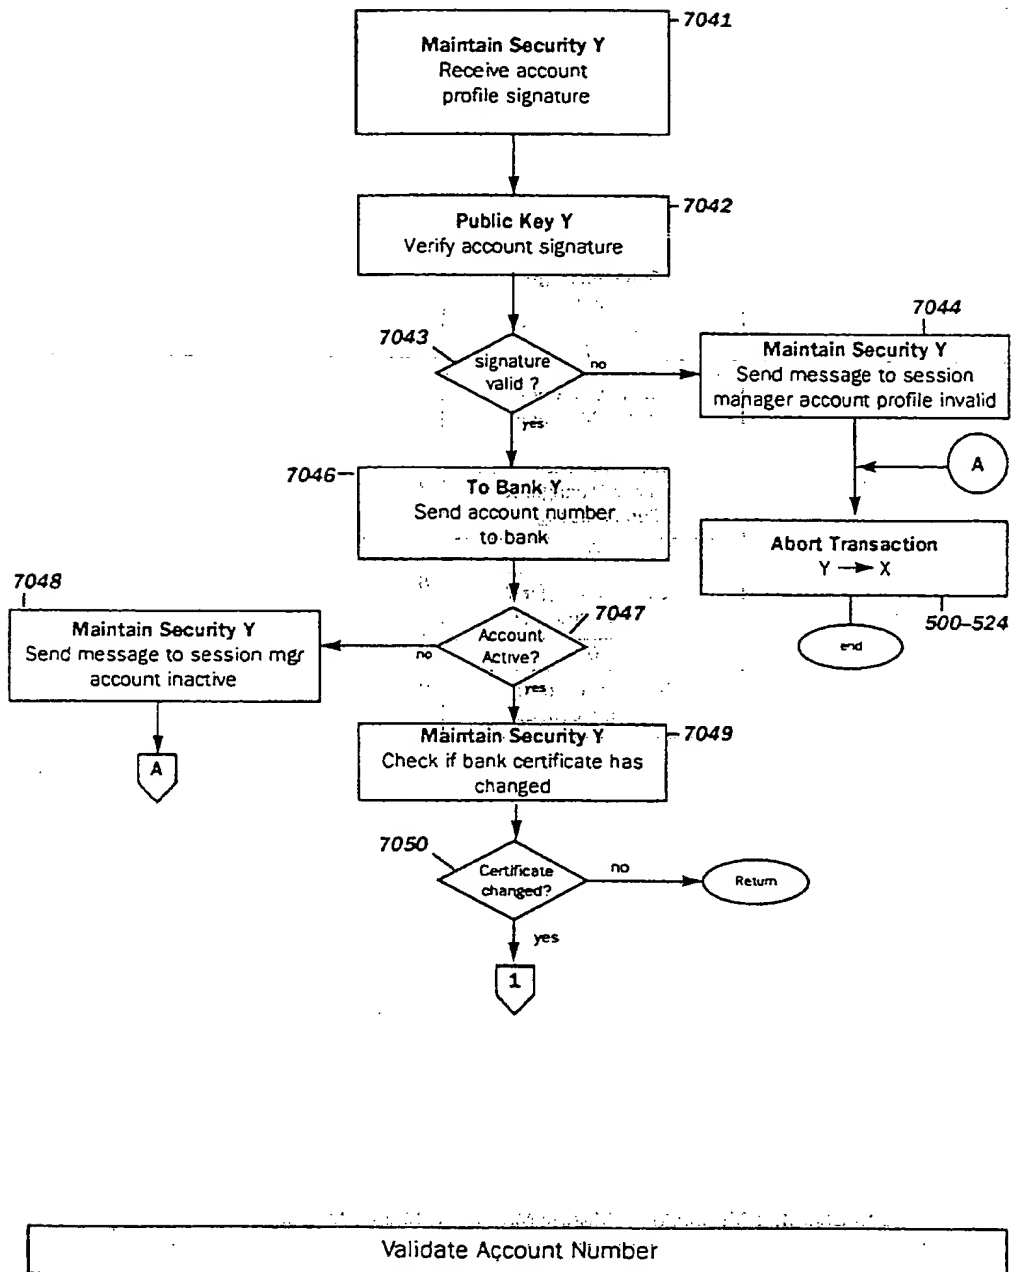 7041
Maintain Security Y
Receive account
profile signature
7042
Public Key Y
Verify account signature
7043
signature
valid ?
no
yes
7044
Maintain Security Y
Send message to session
manager account profile invalid
A
Abort Transaction
Y → X
500-524
end
7046
To Bank Y
Send account number
to bank
7047
Account
Active?
no
yes
7048
Maintain Security Y
Send message to session mgr
account inactive
A
7049
Maintain Security Y
Check if bank certificate has
changed
7050
Certificate
changed?
no
Return
yes
1
Validate Account Number